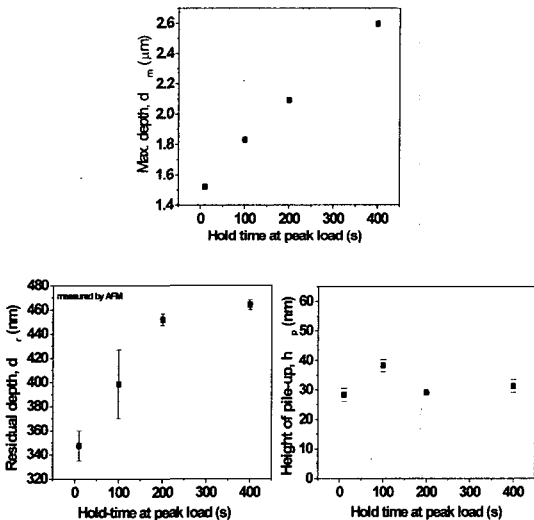 2.6
2.4
2.2
2.0
1.8
1.6
1.4
Max. depth, d m (μm)
0 100 200 300 400
Hold time at peak load (s)
480
460
440
420
400
380
360
340
320
measured by AFM
Residual depth, d r (nm)
0 100 200 300 400
Hold-time at peak load (s)
60
50
40
30
20
10
0
Height of pile-up, h p (nm)
0 100 200 300 400
Hold time at peak load (s)